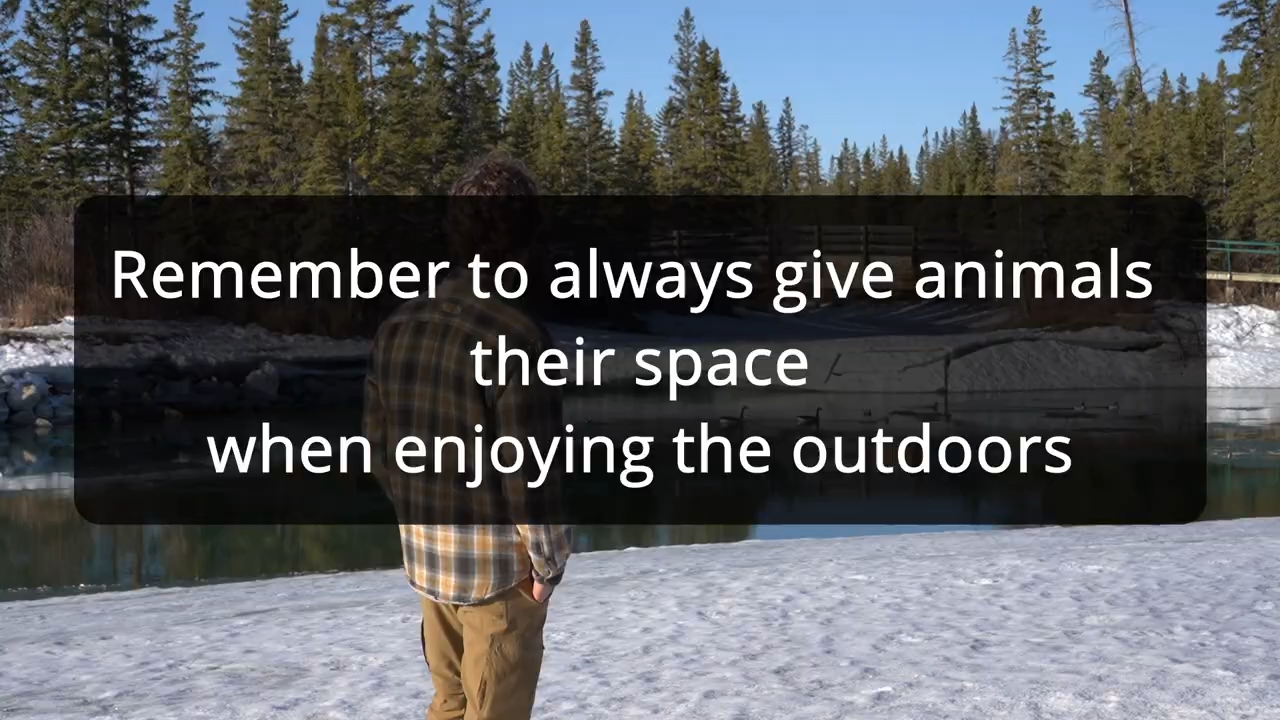 Remember to always give animals
their space
when enjoying the outdoors